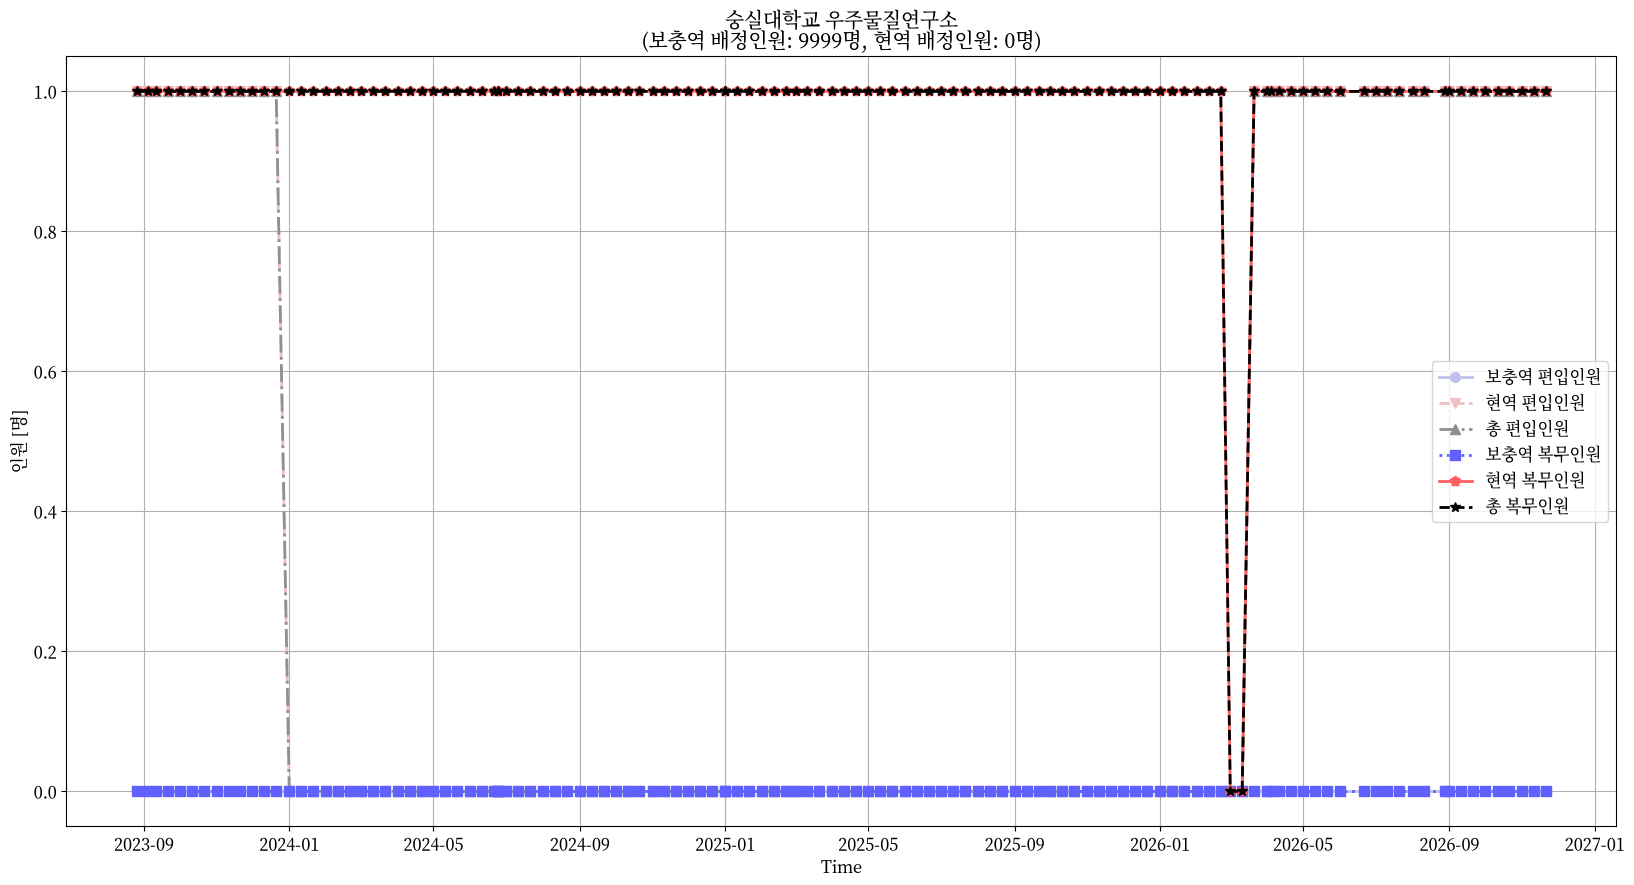 숭실대학교 우주물질연구소
(보충역 배정인원: 9999명, 현역 배정인원: 0명)
인원 [명]
1.0
0.8
0.6
0.4
0.2
0.0
보충역 편입인원
현역 편입인원
총 편입인원
보충역 복무인원
현역 복무인원
총 복무인원
2023-09
2024-01
2024-05
2024-09
2025-01
2025-05
2025-09
2026-01
2026-05
2026-09
2027-01
Time